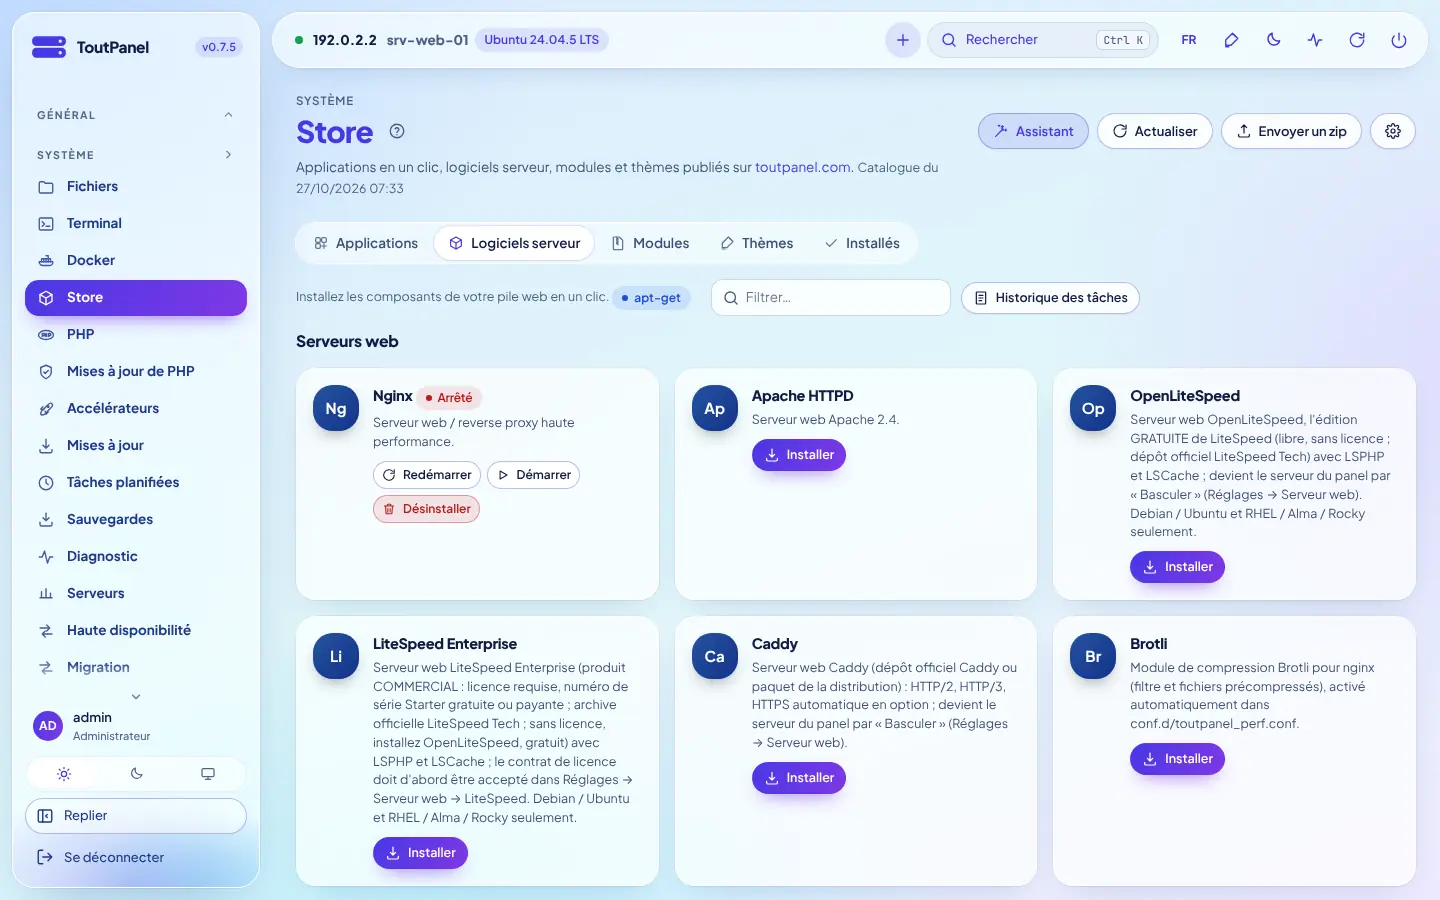 ToutPanel v0.7.5
GÉNÉRAL
SYSTÈME
Fichiers
Terminal
Docker
Store
PHP
Mises à jour de PHP
Accélérateurs
Mises à jour
Tâches planifiées
Sauvegardes
Diagnostic
Serveurs
Haute disponibilité
Migration
AD
admin
Administrateur
Replier
Se déconnecter
192.0.2.2 srv-web-01 Ubuntu 24.04.5 LTS
Rechercher Ctrl K FR
SYSTÈME
Store
Applications en un clic, logiciels serveur, modules et thèmes publiés sur toutpanel.com. Catalogue du
27/10/2026 07:33
Assistant Actualiser Envoyer un zip
Applications Logiciels serveur Modules Thèmes Installés
Installez les composants de votre pile web en un clic. apt-get Filtrer… Historique des tâches
Serveurs web
Ng
Nginx Arrêté
Serveur web / reverse proxy haute
performance.
Redémarrer Démarrer
Désinstaller
Ap
Apache HTTPD
Serveur web Apache 2.4.
Installer
Op
OpenLiteSpeed
Serveur web OpenLiteSpeed, l'édition
GRATUITE de LiteSpeed (libre, sans licence ;
dépôt officiel LiteSpeed Tech) avec LSPHP
et LSCache ; devient le serveur du panel par
« Basculer » (Réglages → Serveur web).
Debian / Ubuntu et RHEL / Alma / Rocky
seulement.
Installer
Li
LiteSpeed Enterprise
Serveur web LiteSpeed Enterprise (produit
COMMERCIAL : licence requise, numéro de
série Starter gratuite ou payante ; archive
officielle LiteSpeed Tech ; sans licence,
installez OpenLiteSpeed, gratuit) avec
LSPHP et LSCache ; le contrat de licence
doit d'abord être accepté dans Réglages →
Serveur web → LiteSpeed. Debian / Ubuntu
et RHEL / Alma / Rocky seulement.
Installer
Ca
Caddy
Serveur web Caddy (dépôt officiel Caddy ou
paquet de la distribution) : HTTP/2, HTTP/3,
HTTPS automatique en option ; devient le
serveur du panel par « Basculer » (Réglages
→ Serveur web).
Installer
Br
Brotli
Module de compression Brotli pour nginx
(filtre et fichiers précompressés), activé
automatiquement dans
conf.d/toutpanel_perf.conf.
Installer